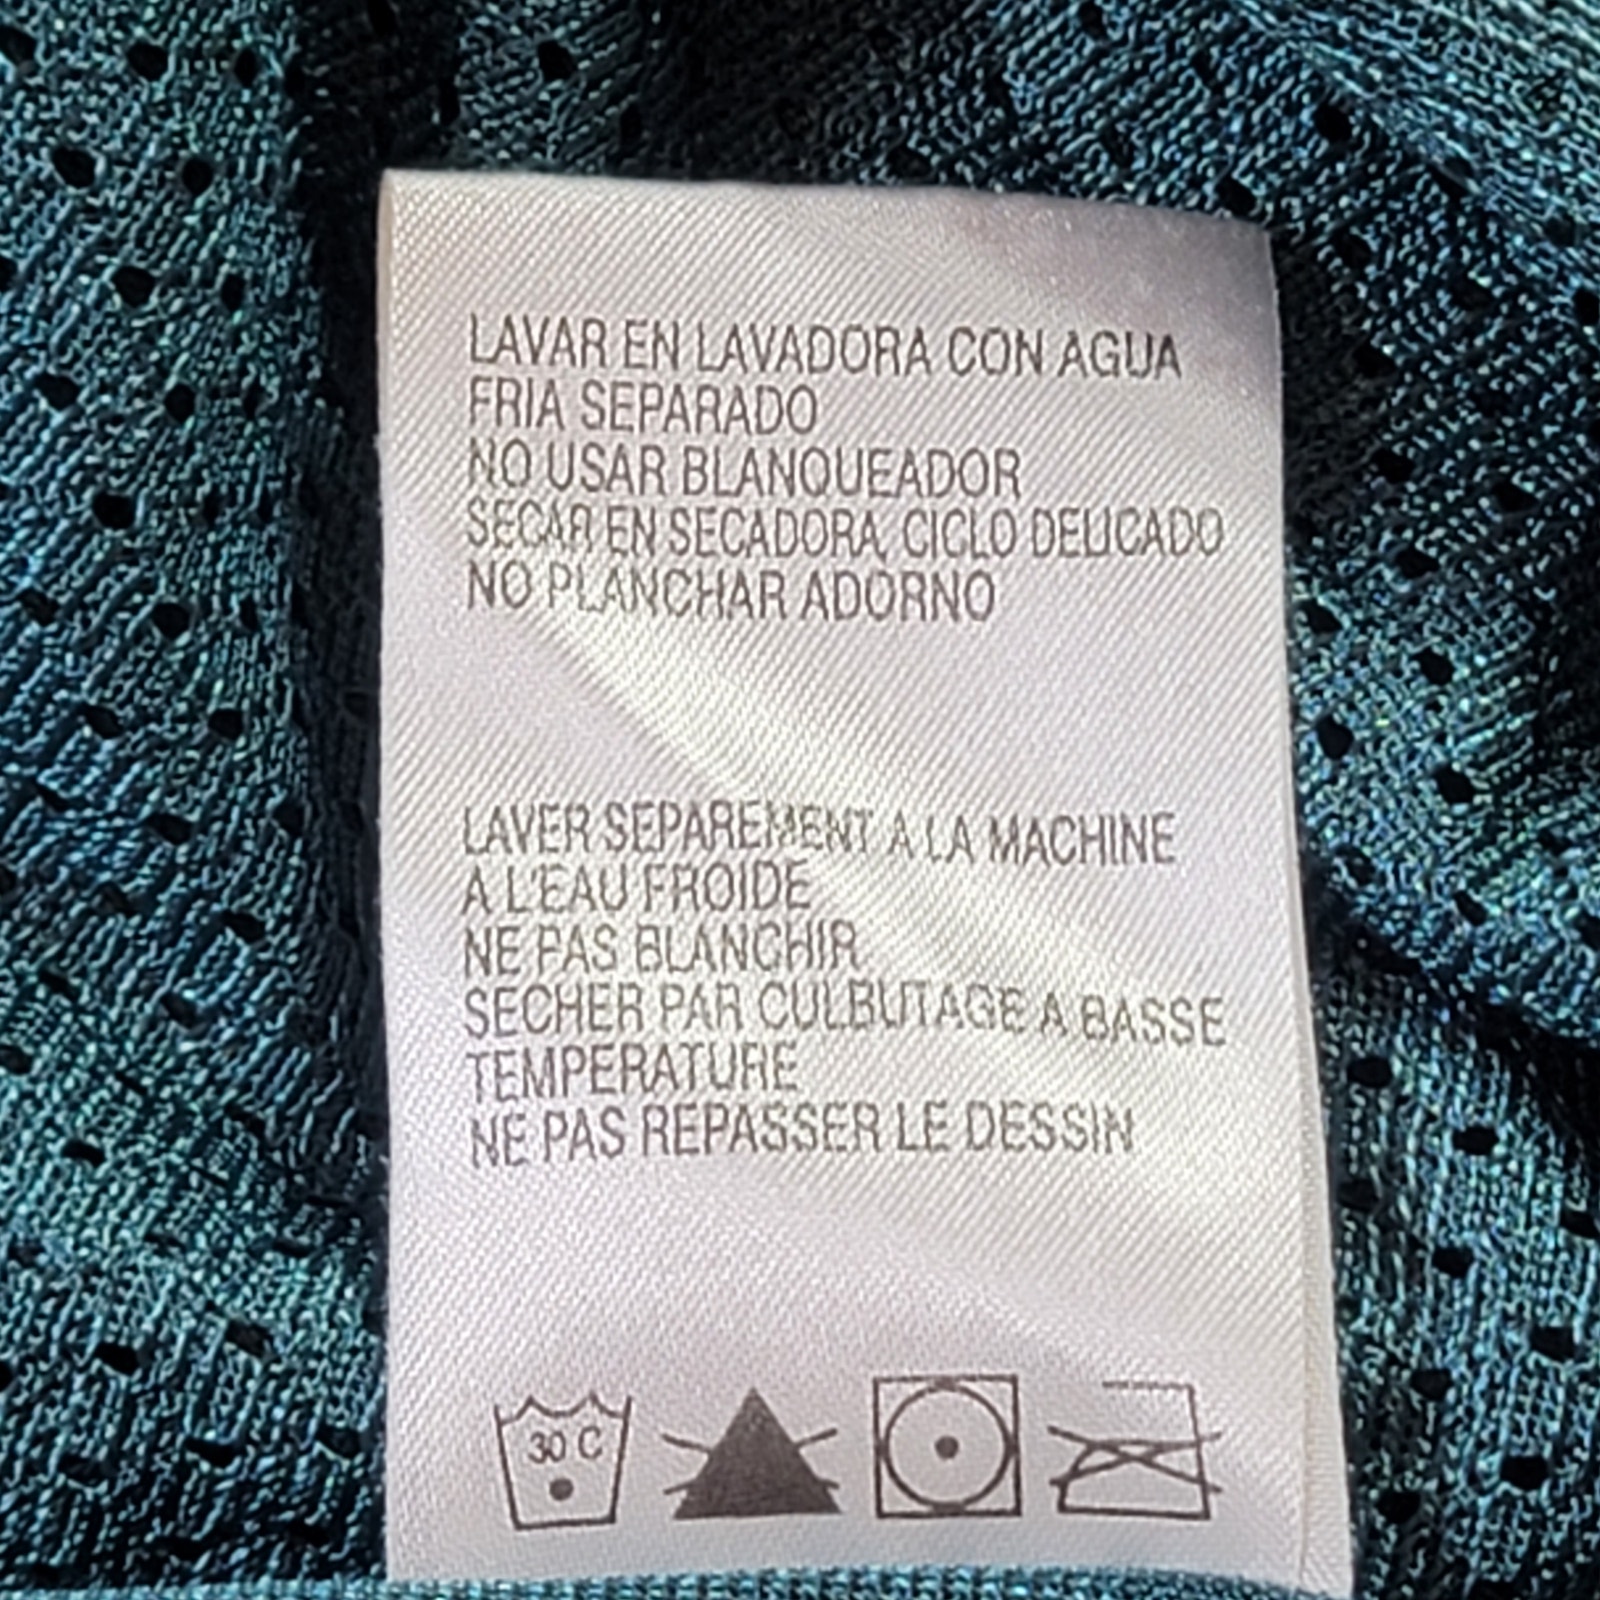 LAVAR EN LAVADORA CON AGUA
FRIA SEPARADO
NO USAR BLANQUEADOR
SECAR EN SECADORA, CICLO DELICADO
NO PLANCHAR ADORNO
LAVER SEPAREMENT A LA MACHINE
A L'EAU FROIDE
NE PAS BLANCHIR
SECHER PAR CULBUTAGE A BASSE
TEMPERATURE
NE PAS REPASSER LE DESSIN
30 C